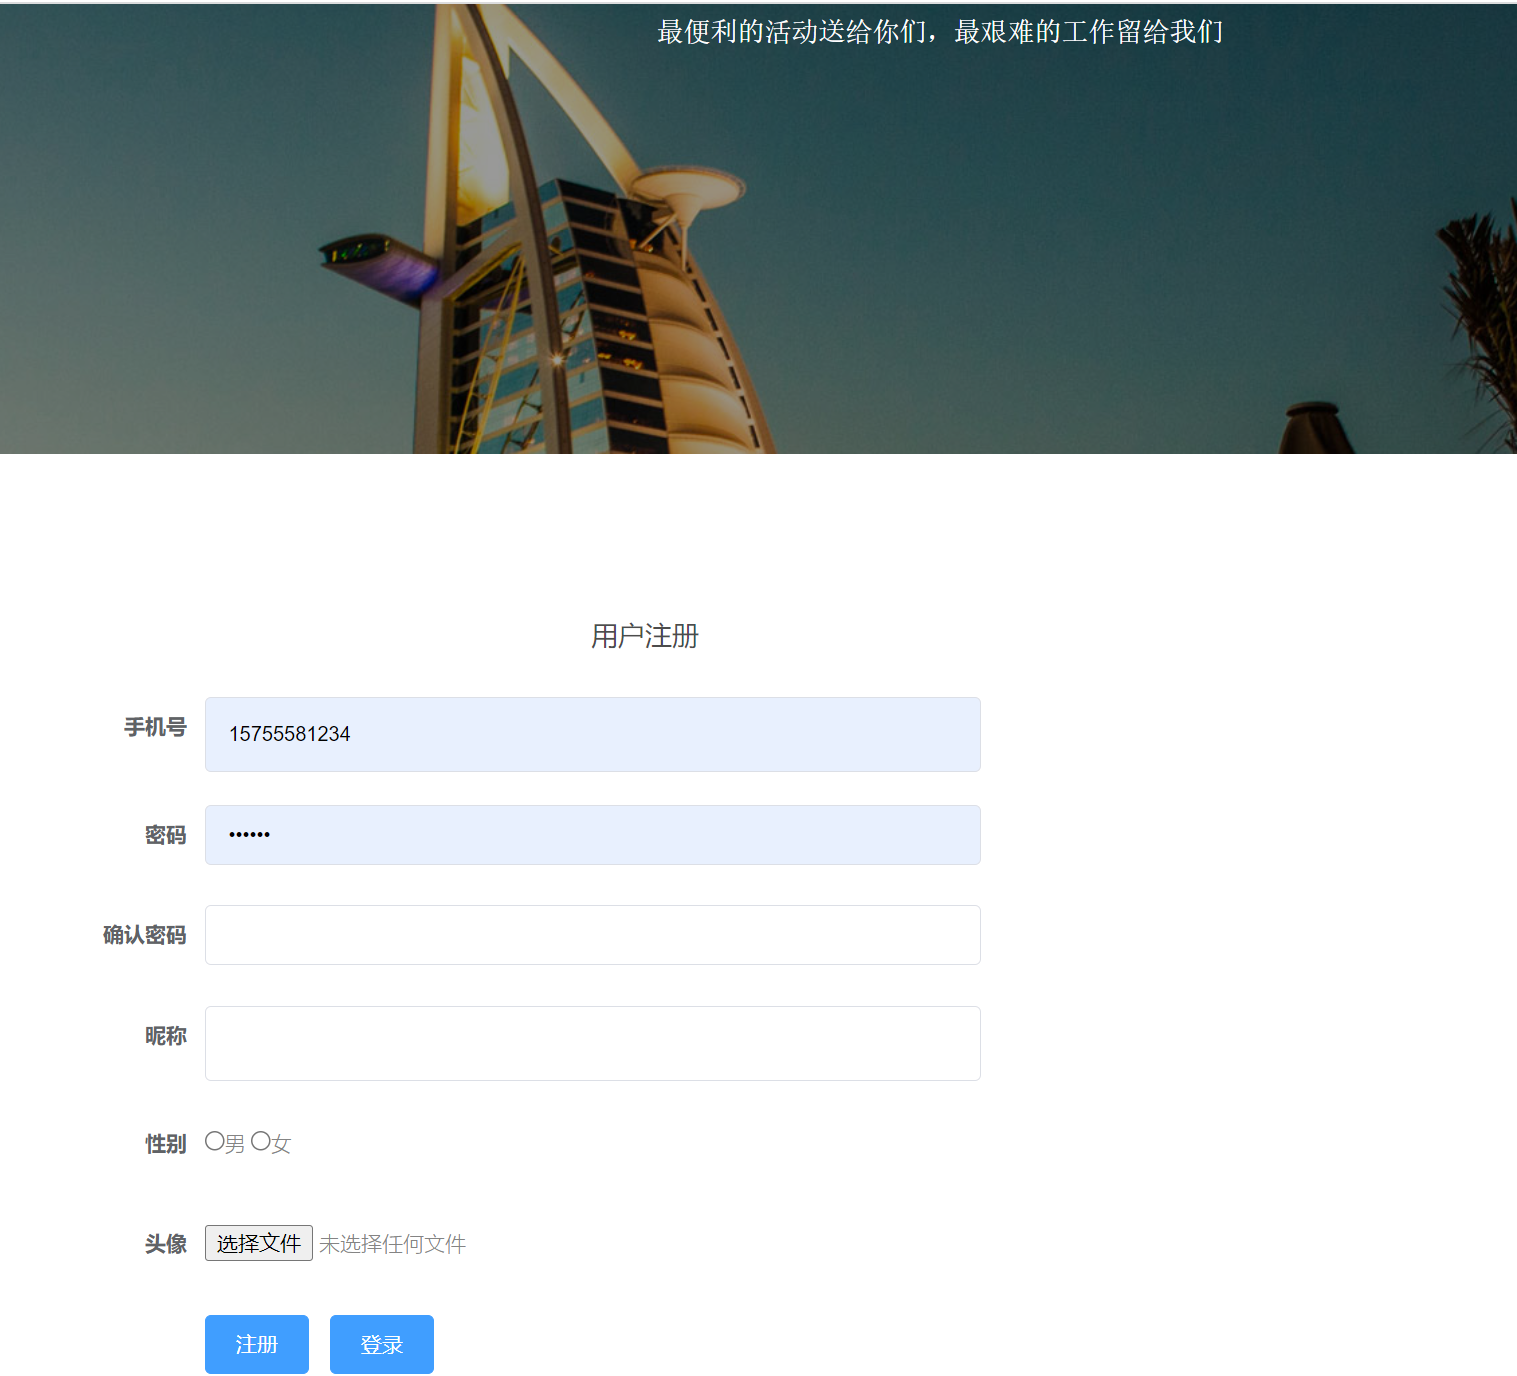 最便利的活动送给你们，最艰难的工作留给我们
用户注册
手机号 15755581234
密码 ••••••
确认密码
昵称
性别 男 女
头像 选择文件 未选择任何文件
注册 登录